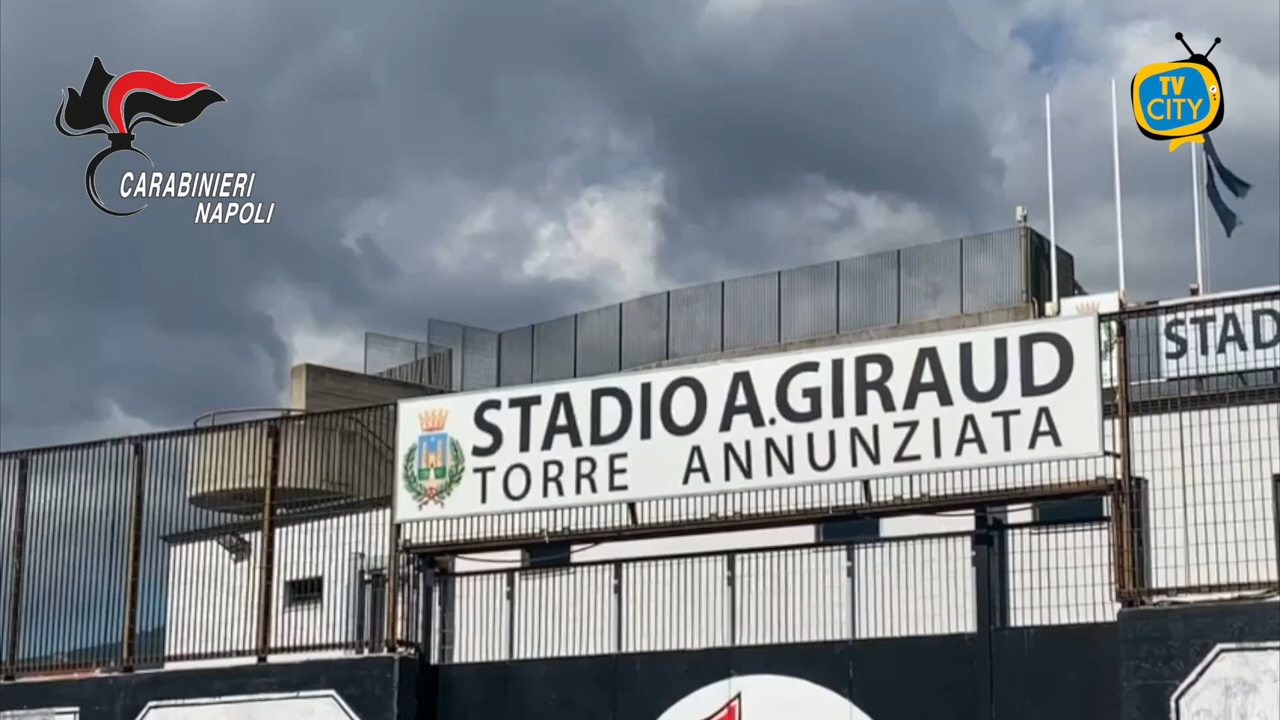 TV
CITY
CARABINIERI
NAPOLI
STADIO A.GIRAUD
TORRE ANNUNZIATA
STAD